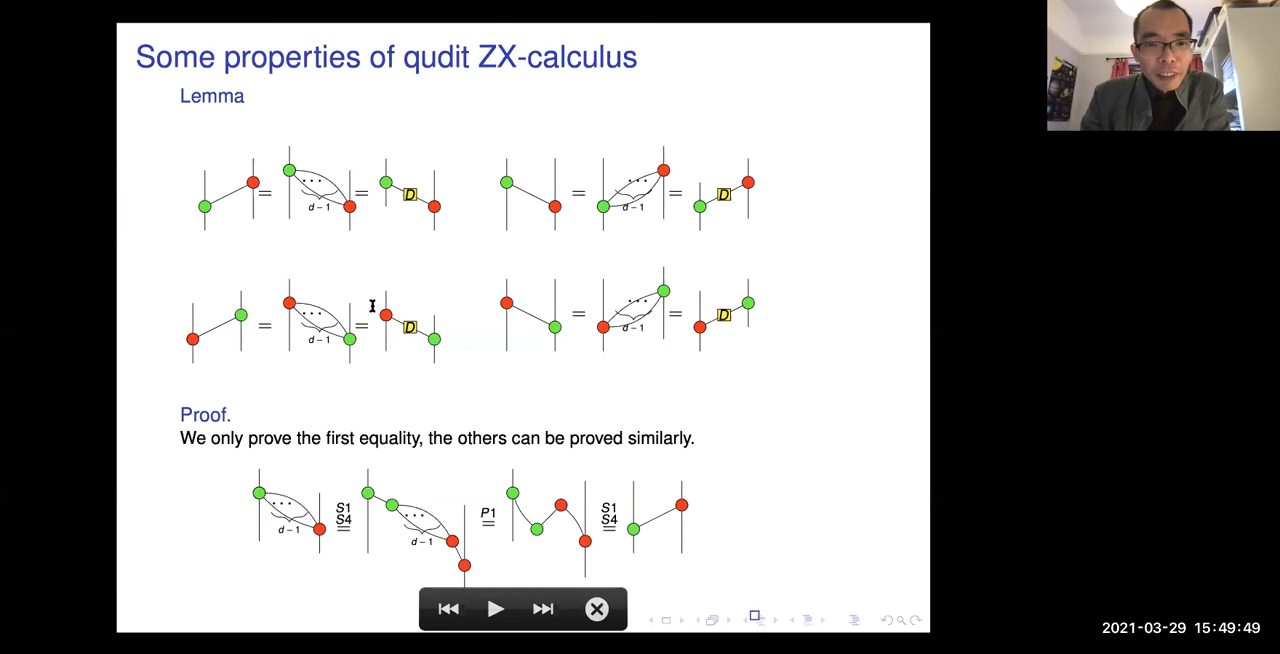 Some properties of qudit ZX-calculus
Lemma
= ... d – 1 = D
= ... d – 1 = D
= ... d – 1 = D
= ... d – 1 = D
Proof.
We only prove the first equality, the others can be proved similarly.
... d – 1 S1 S4 = ... d – 1 P1 = S1 S4 =
2021-03-29 15:49:49